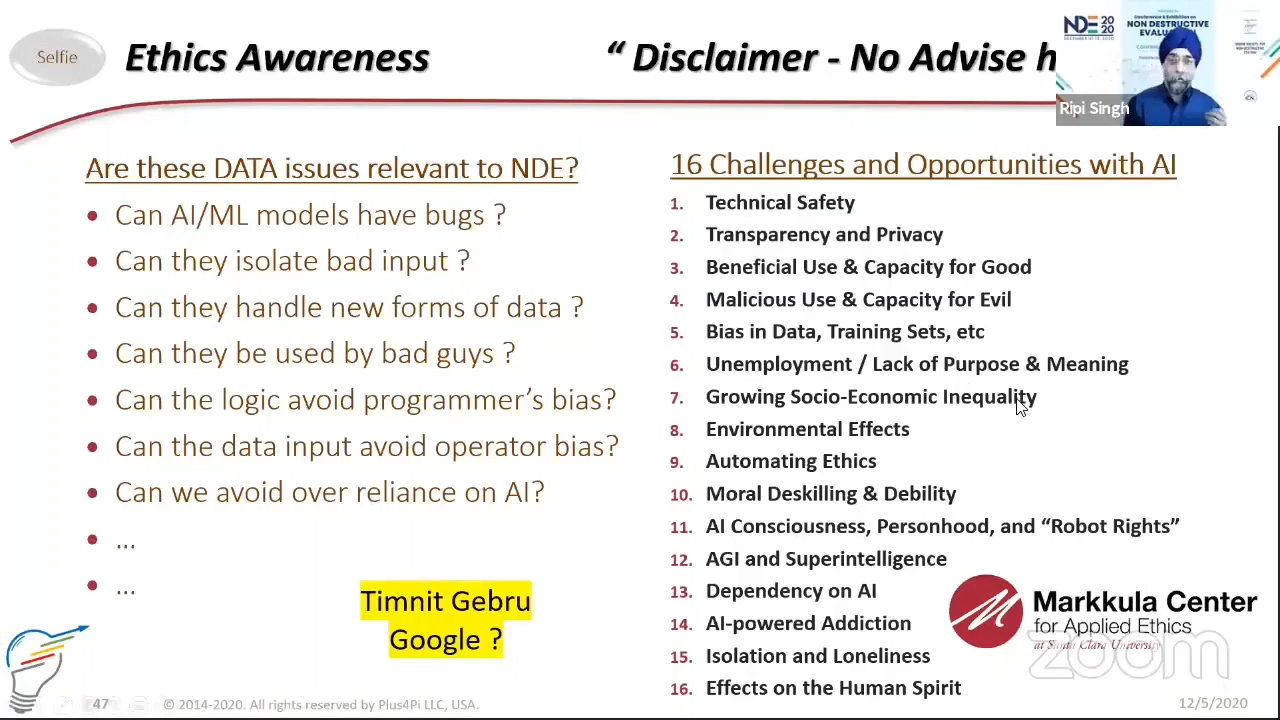 Selfie
Ethics Awareness
“ Disclaimer - No Advise h
NDE 20
20
Conference & Exhibition on
NON DESTRUCTIVE
Ripi Singh
Are these DATA issues relevant to NDE?
• Can AI/ML models have bugs ?
• Can they isolate bad input ?
• Can they handle new forms of data ?
• Can they be used by bad guys ?
• Can the logic avoid programmer’s bias?
• Can the data input avoid operator bias?
• Can we avoid over reliance on AI?
• ...
• ...
Timnit Gebru
Google ?
16 Challenges and Opportunities with AI
1. Technical Safety
2. Transparency and Privacy
3. Beneficial Use & Capacity for Good
4. Malicious Use & Capacity for Evil
5. Bias in Data, Training Sets, etc
6. Unemployment / Lack of Purpose & Meaning
7. Growing Socio-Economic Inequality
8. Environmental Effects
9. Automating Ethics
10. Moral Deskilling & Debility
11. AI Consciousness, Personhood, and “Robot Rights”
12. AGI and Superintelligence
13. Dependency on AI
14. AI-powered Addiction
15. Isolation and Loneliness
16. Effects on the Human Spirit
Markkula Center
for Applied Ethics
at Santa Clara University
zoom
47
© 2014-2020. All rights reserved by Plus4Pi LLC, USA.
12/5/2020